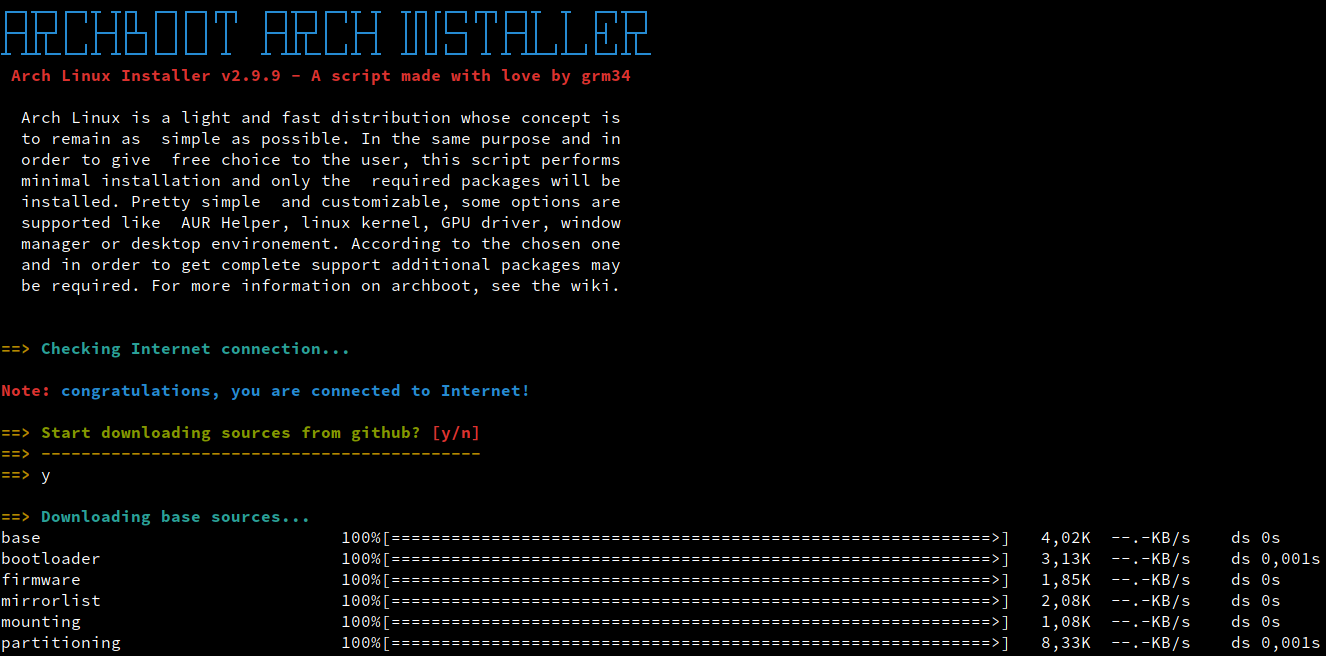 ARCHBOOT ARCH INSTALLER
Arch Linux Installer v2.9.9 - A script made with love by grm34
Arch Linux is a light and fast distribution whose concept is
to remain as  simple as possible. In the same purpose and in
order to give  free choice to the user, this script performs
minimal installation and only the  required packages will be
installed. Pretty simple  and customizable, some options are
supported like  AUR Helper, linux kernel, GPU driver, window
manager or desktop environement. According to the chosen one
and in order to get complete support additional packages may
be required. For more information on archboot, see the wiki.
==> Checking Internet connection...
Note: congratulations, you are connected to Internet!
==> Start downloading sources from github? [y/n]
==> --------------------------------------------
==> y
==> Downloading base sources...
base 100%[============================================================>] 4,02K --.-KB/s ds 0s
bootloader 100%[============================================================>] 3,13K --.-KB/s ds 0,001s
firmware 100%[============================================================>] 1,85K --.-KB/s ds 0s
mirrorlist 100%[============================================================>] 2,08K --.-KB/s ds 0s
mounting 100%[============================================================>] 1,08K --.-KB/s ds 0s
partitioning 100%[============================================================>] 8,33K --.-KB/s ds 0,001s